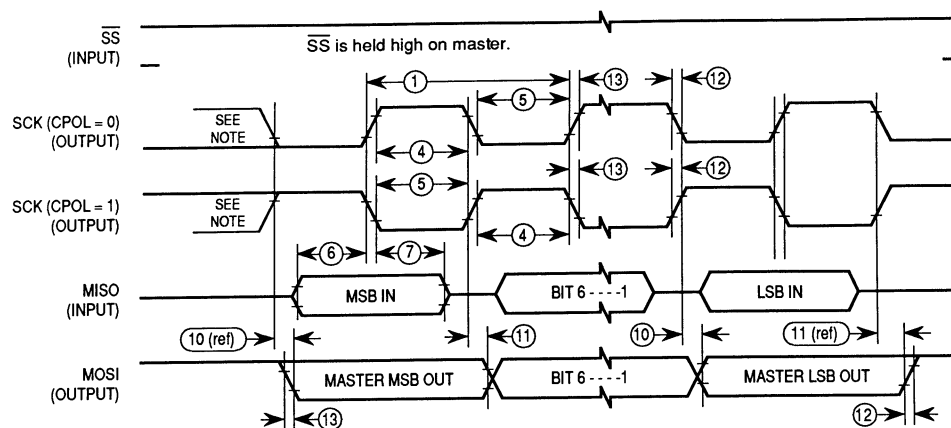 SS
(INPUT)
SS is held high on master.
1
13
12
5
SCK (CPOL = 0)
(OUTPUT)
SEE
NOTE
4
13
12
5
SCK (CPOL = 1)
(OUTPUT)
SEE
NOTE
4
6
7
MISO
(INPUT)
MSB IN
BIT 6 - - - - 1
LSB IN
10 (ref)
11
10
11 (ref)
MOSI
(OUTPUT)
MASTER MSB OUT
BIT 6 - - - - 1
MASTER LSB OUT
13
12